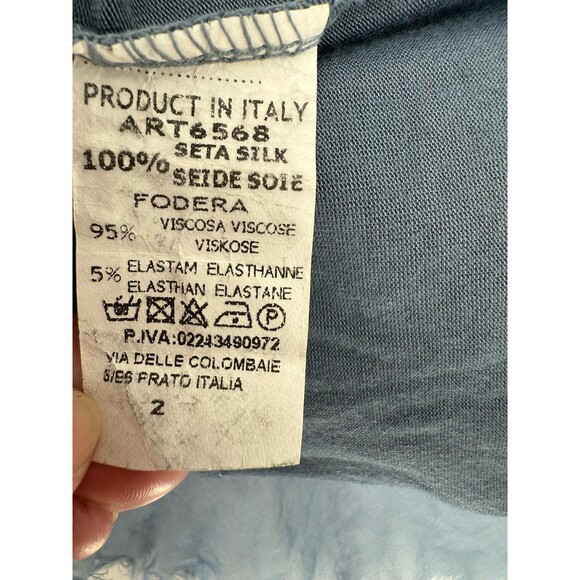 PRODUCT IN ITALY
ART6568
100% SETA SILK
SEIDE SOIE
FODERA
95% VISCOSA VISCOSE
VISKOSE
5% ELASTAM ELASTHANNE
ELASTHAN ELASTANE
P
P.IVA:02243490972
VIA DELLE COLOMBAIE
PRATO ITALIA
2